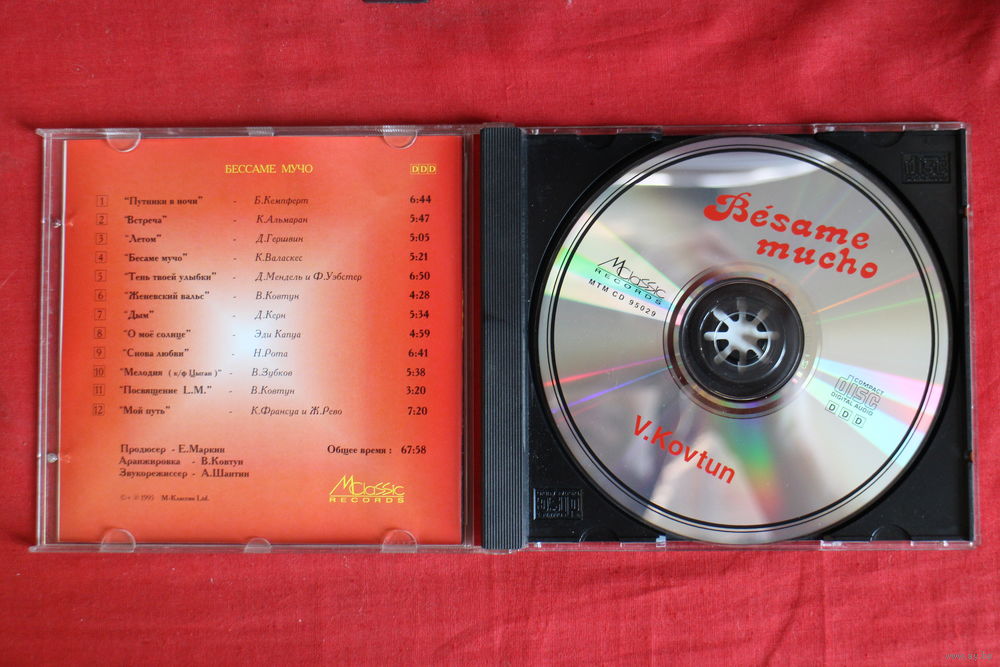 БЕССАМЕ МУЧО DDD
1 "Путники в ночи" - Б.Кемпферт 6:44
2 "Встреча" - К.Альмаран 5:47
3 "Летом" - Д.Гершвин 5:05
4 "Бесаме мучо" - К.Валаскес 5:21
5 "Тень твоей улыбки" - Д.Мендель и Ф.Уэбстер 6:50
6 "Женевский вальс" - В.Ковтун 4:28
7 "Дым" - Д.Керн 5:34
8 "О моё солнце" - Эди Капуа 4:59
9 "Снова любви" - Н.Рота 6:41
10 "Мелодия ( к/ф Цыган )" - В.Зубков 5:38
11 "Посвящение L.M." - В.Ковтун 3:20
12 "Мой путь" - К.Франсуа и Ж.Рево 7:20
Продюсер - Е.Маркин Общее время : 67:58
Аранжировка - В.Ковтун
Звукорежиссер - А.Шантин
MClassic
RECORDS
М-Классик Ltd.
Bésame
mucho
MClassic
RECORDS
MTM CD 95029
COMPACT
disc
DIGITAL AUDIO
DDD
V.Kovtun